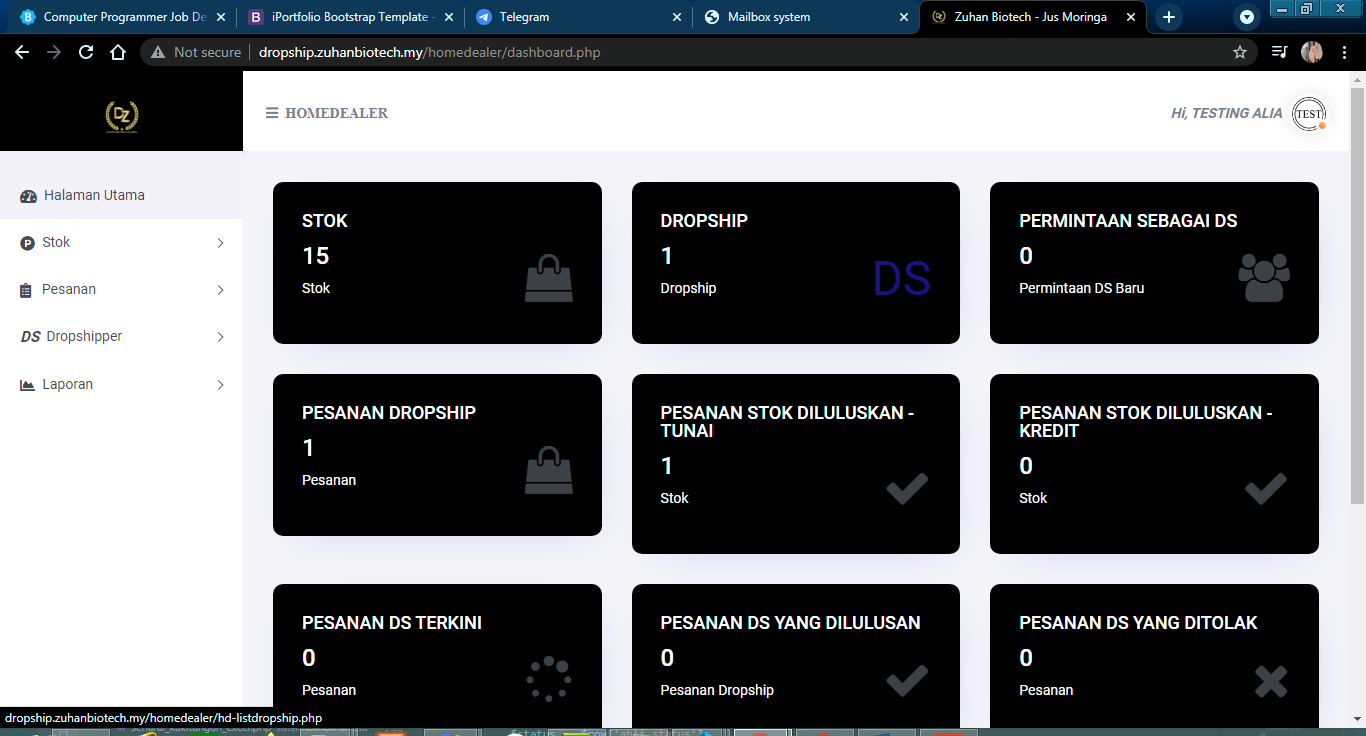 Computer Programmer Job De
iPortfolio Bootstrap Template -
Telegram
Mailbox system
Zuhan Biotech - Jus Moringa
Not secure
dropship.zuhanbiotech.my/homedealer/dashboard.php
DZ
HOMEDEALER
Hi, TESTING ALIA
TEST
Halaman Utama
Stok
Pesanan
DS Dropshipper
Laporan
STOK
15
Stok
DROPSHIP
1
Dropship
DS
PERMINTAAN SEBAGAI DS
0
Permintaan DS Baru
PESANAN DROPSHIP
1
Pesanan
PESANAN STOK DILULUSKAN -
TUNAI
1
Stok
PESANAN STOK DILULUSKAN -
KREDIT
0
Stok
PESANAN DS TERKINI
0
Pesanan
PESANAN DS YANG DILULUSAN
0
Pesanan Dropship
PESANAN DS YANG DITOLAK
0
Pesanan
dropship.zuhanbiotech.my/homedealer/hd-listdropship.php